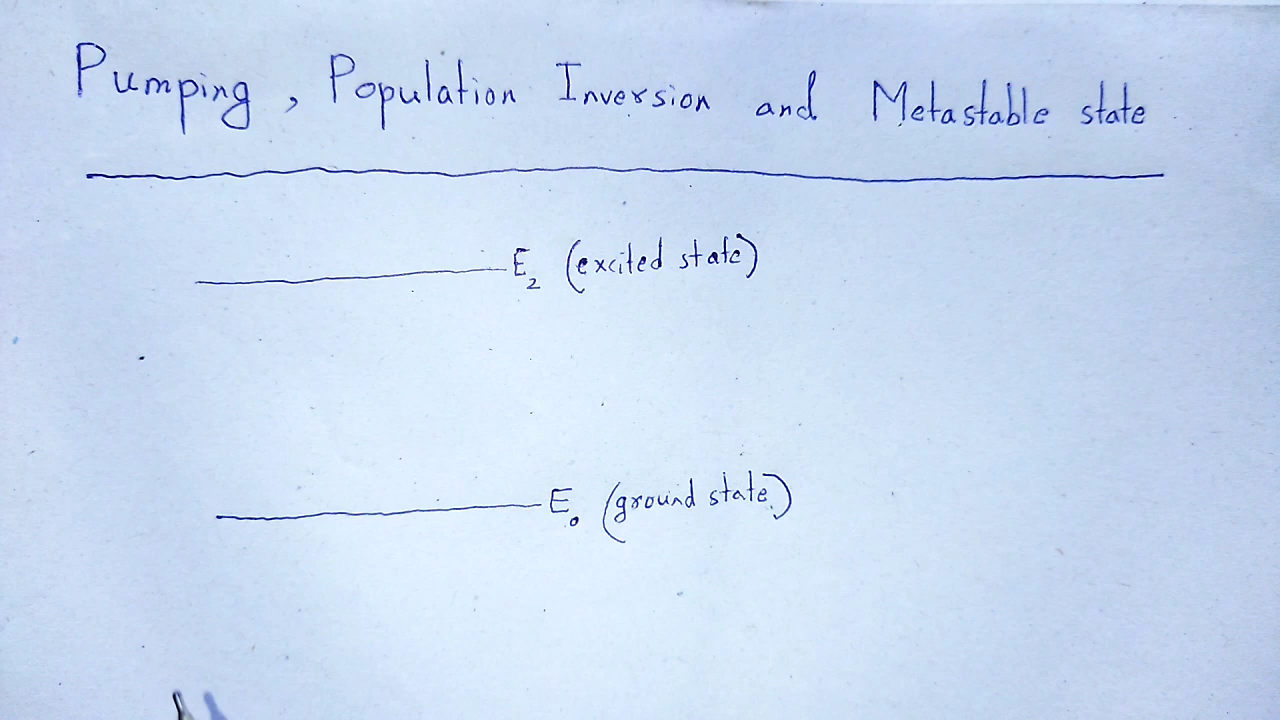 Pumping, Population Inversion and Metastable state
E₂ (excited state)
E₀ (ground state)